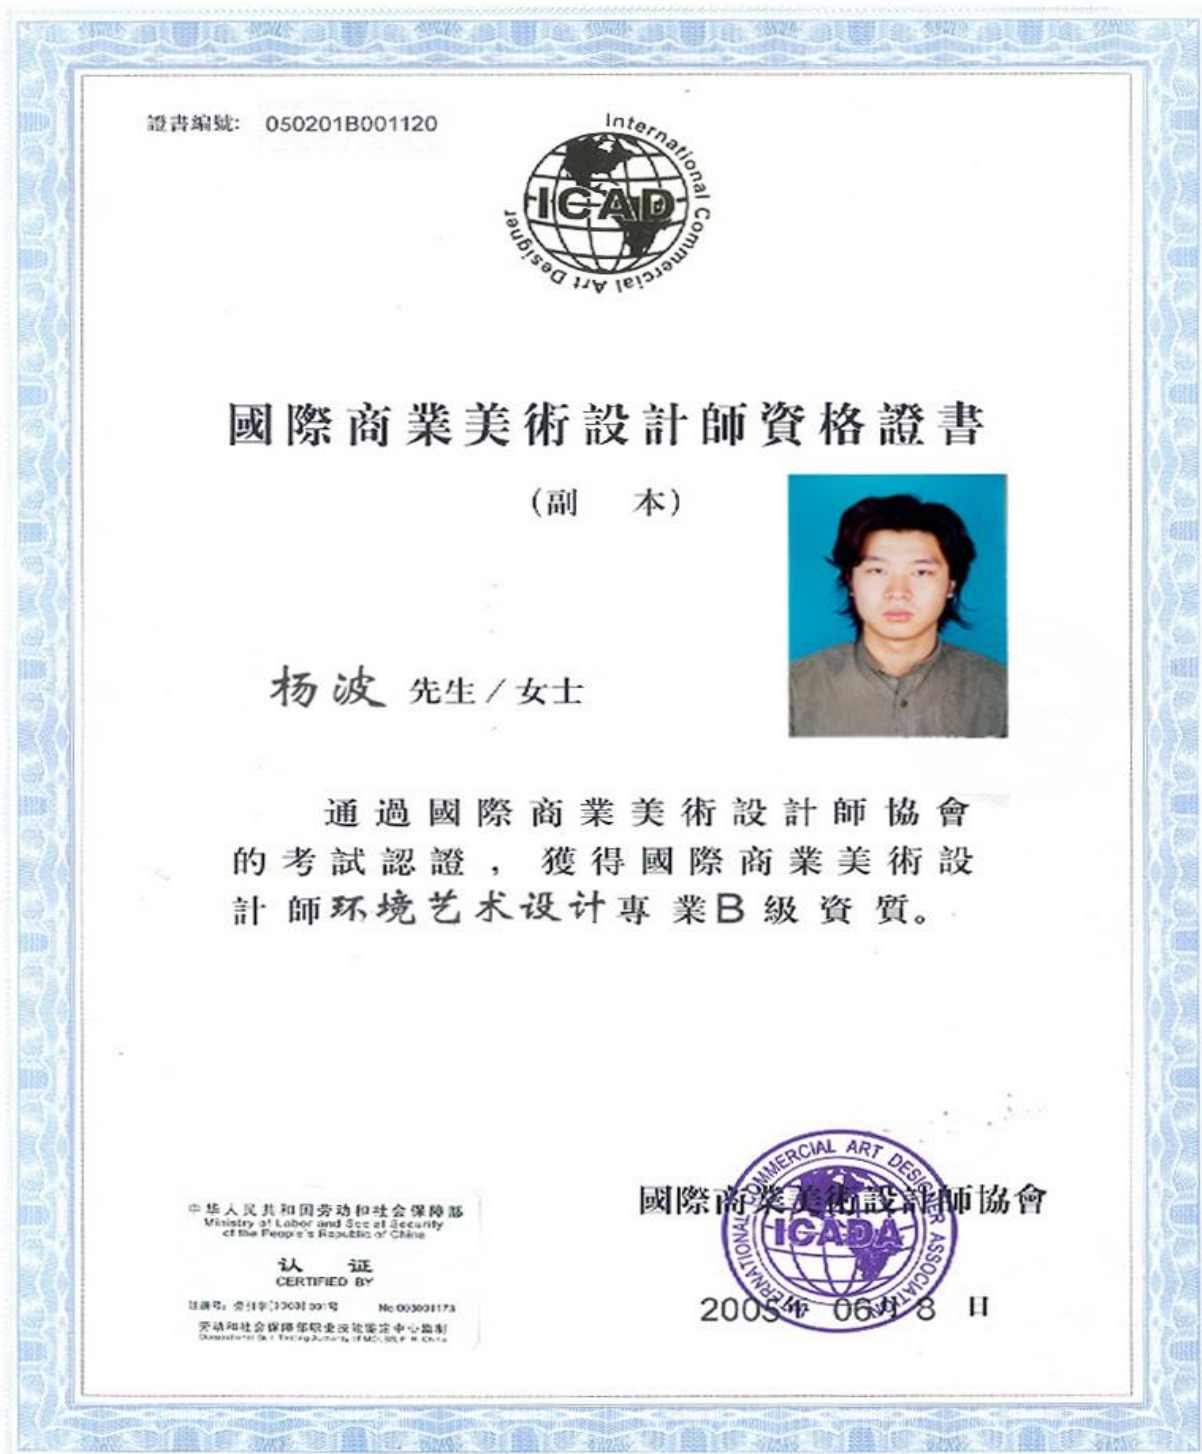 證書編號: 050201B001120
International Commercial Art Designer
ICAD
國際商業美術設計師資格證書
(副 本)
杨波 先生/女士
通過國際商業美術設計師協會
的考試認證，獲得國際商業美術設
計師环境艺术设计專業B級資質。
中华人民共和国劳动和社会保障部
Ministry of Labor and Social Security
of the People's Republic of China
认 证
CERTIFIED BY
劳动和社会保障部职业技能鉴定中心监制
國際商業美術設計師協會
INTERNATIONAL COMMERCIAL ART DESIGNER ASSOCIATION
ICADA
2005年 06月8 日